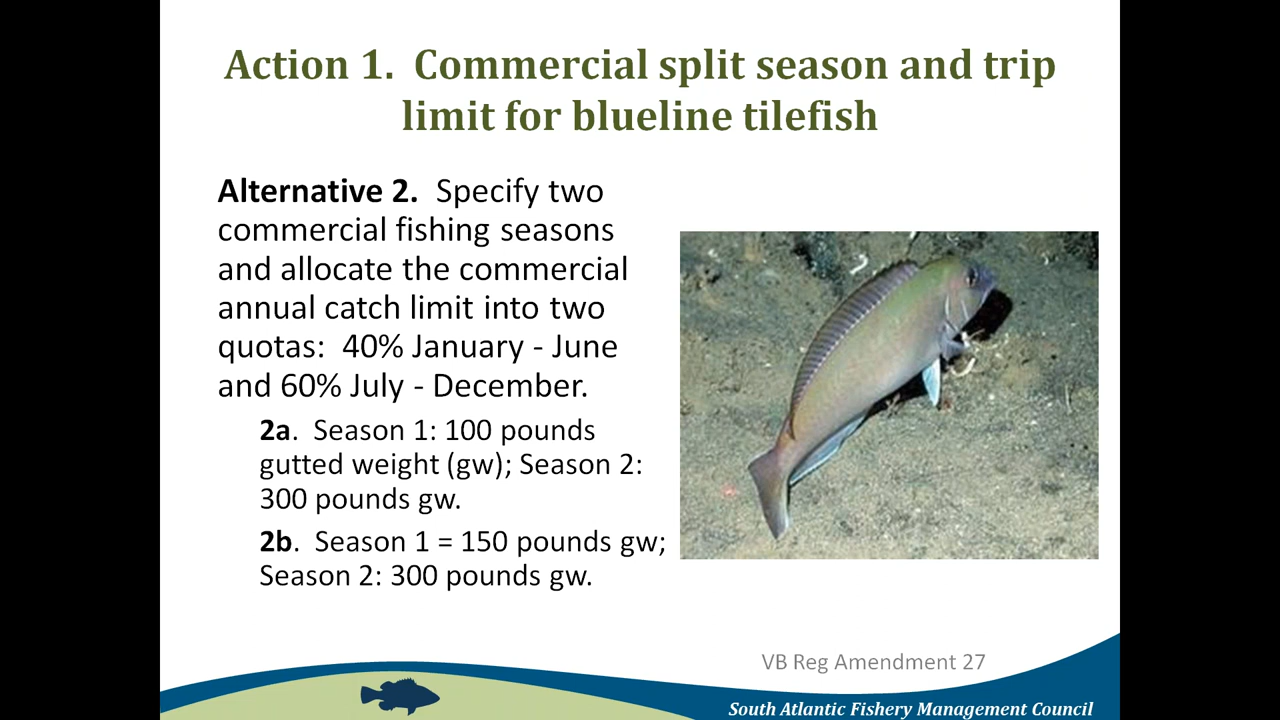 Action 1.  Commercial split season and trip
limit for blueline tilefish
Alternative 2.  Specify two
commercial fishing seasons
and allocate the commercial
annual catch limit into two
quotas:  40% January - June
and 60% July - December.
2a.  Season 1: 100 pounds
gutted weight (gw); Season 2:
300 pounds gw.
2b.  Season 1 = 150 pounds gw;
Season 2: 300 pounds gw.
VB Reg Amendment 27
South Atlantic Fishery Management Council